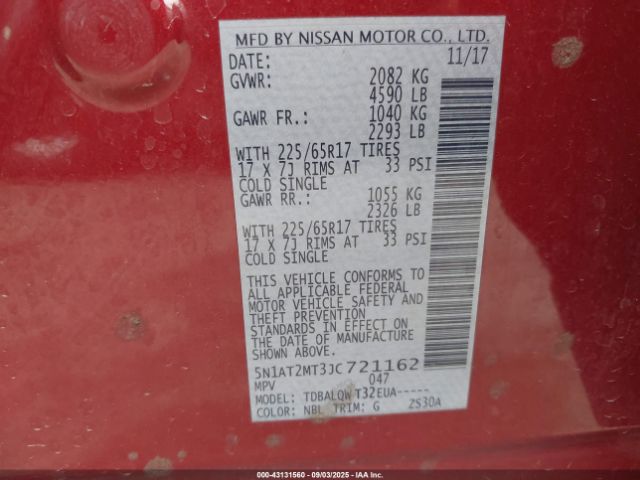 MFD BY NISSAN MOTOR CO., LTD.
DATE: 11/17
GVWR: 2082 KG
4590 LB
GAWR FR.: 1040 KG
2293 LB
WITH 225/65R17 TIRES
17 X 7J RIMS AT 33 PSI
COLD SINGLE
GAWR RR.: 1055 KG
2326 LB
WITH 225/65R17 TIRES
17 X 7J RIMS AT 33 PSI
COLD SINGLE
THIS VEHICLE CONFORMS TO
ALL APPLICABLE FEDERAL
MOTOR VEHICLE SAFETY AND
THEFT PREVENTION
STANDARDS IN EFFECT ON
THE DATE OF MANUFACTURE
SHOWN ABOVE.
5N1AT2MT3JC721162
MPV 047
MODEL: TDBALQWT32EUA-----
COLOR: NBL TRIM: G ZS30A
000-43131560 - 09/03/2025 - IAAI.COM